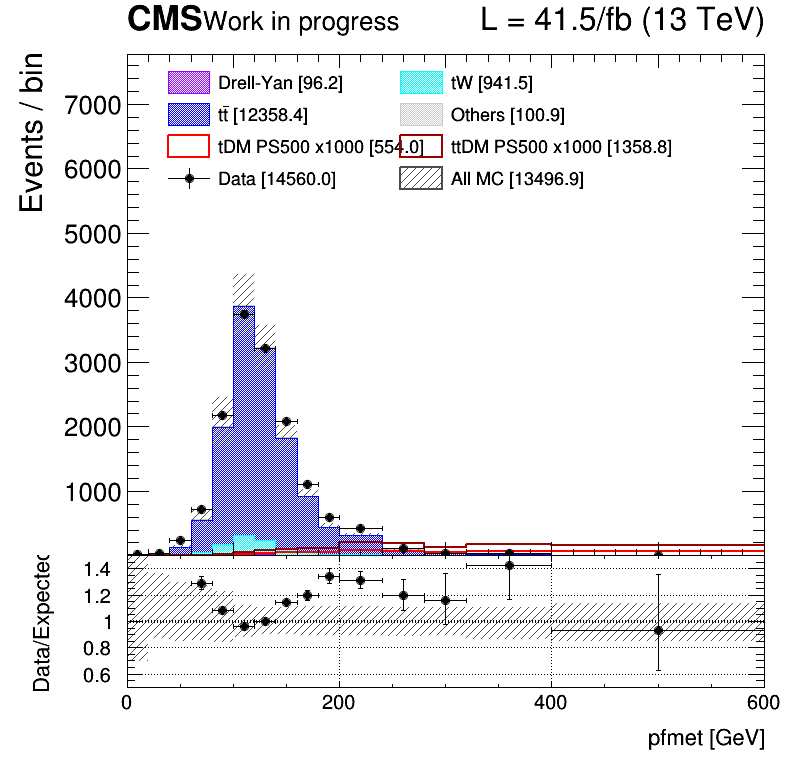 CMS Work in progress L = 41.5/fb (13 TeV)
Events / bin
Drell-Yan [96.2] tW [941.5]
tt̄ [12358.4] Others [100.9]
tDM PS500 x1000 [554.0] ttDM PS500 x1000 [1358.8]
Data [14560.0] All MC [13496.9]
7000
6000
5000
4000
3000
2000
1000
Data/Expected
1.4
1.2
1
0.8
0.6
0 200 400 600
pfmet [GeV]